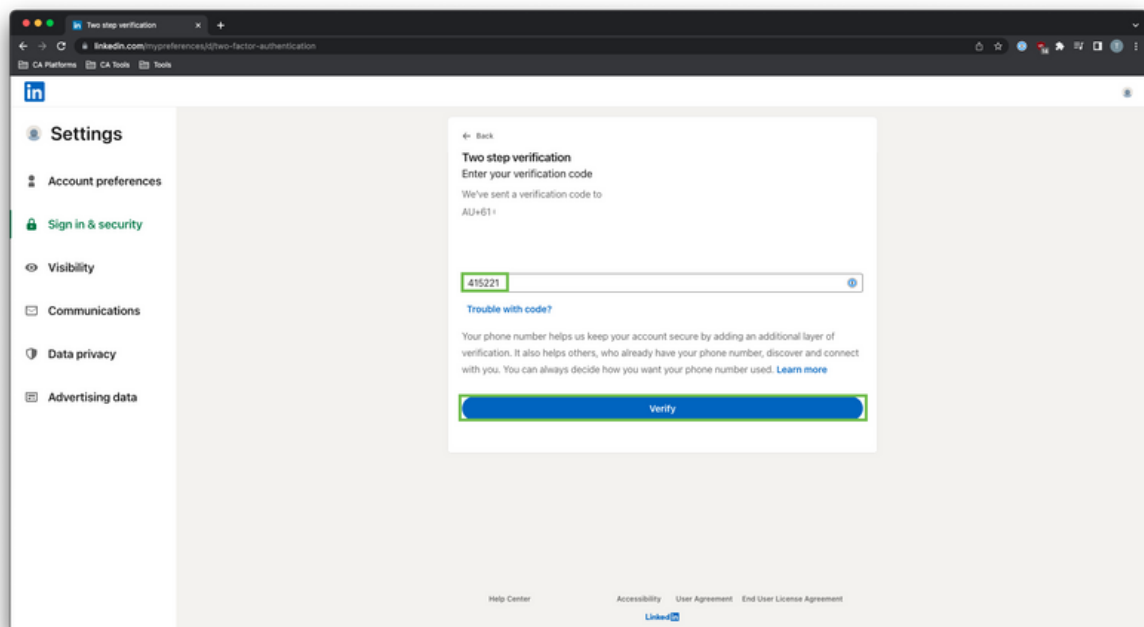 Two step verification
linkedin.com/mypreferences/d/two-factor-authentication
CA Platforms CA Tools Tools
in
Settings
Account preferences
Sign in & security
Visibility
Communications
Data privacy
Advertising data
Back
Two step verification
Enter your verification code
We've sent a verification code to
AU+61
415221
Trouble with code?
Your phone number helps us keep your account secure by adding an additional layer of
verification. It also helps others, who already have your phone number, discover and connect
with you. You can always decide how you want your phone number used. Learn more
Verify
Help Center Accessibility User Agreement End User License Agreement
LinkedIn